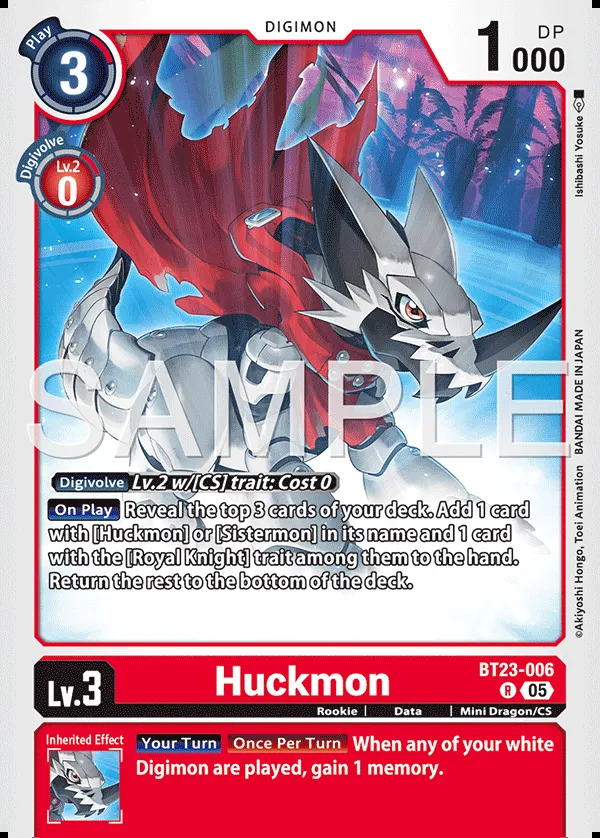 DIGIMON
Play
3
DP
1000
Digivolve
Lv.2
0
Ishibashi Yosuke
SAMPLE
BANDAI MADE IN JAPAN
©Akiyoshi Hongo, Toei Animation
Digivolve Lv.2 w/[CS] trait: Cost 0
On Play Reveal the top 3 cards of your deck. Add 1 card
with [Huckmon] or [Sistermon] in its name and 1 card
with the [Royal Knight] trait among them to the hand.
Return the rest to the bottom of the deck.
Lv.3
Huckmon
BT23-006
R 05
Rookie | Data | Mini Dragon/CS
Inherited Effect
Your Turn Once Per Turn When any of your white
Digimon are played, gain 1 memory.